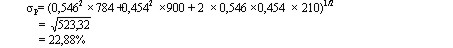 σp= (0,546² ×784 +0,454² ×900 + 2 × 0,546 ×0,454 × 210)^1/2
= √523,32
= 22,88%